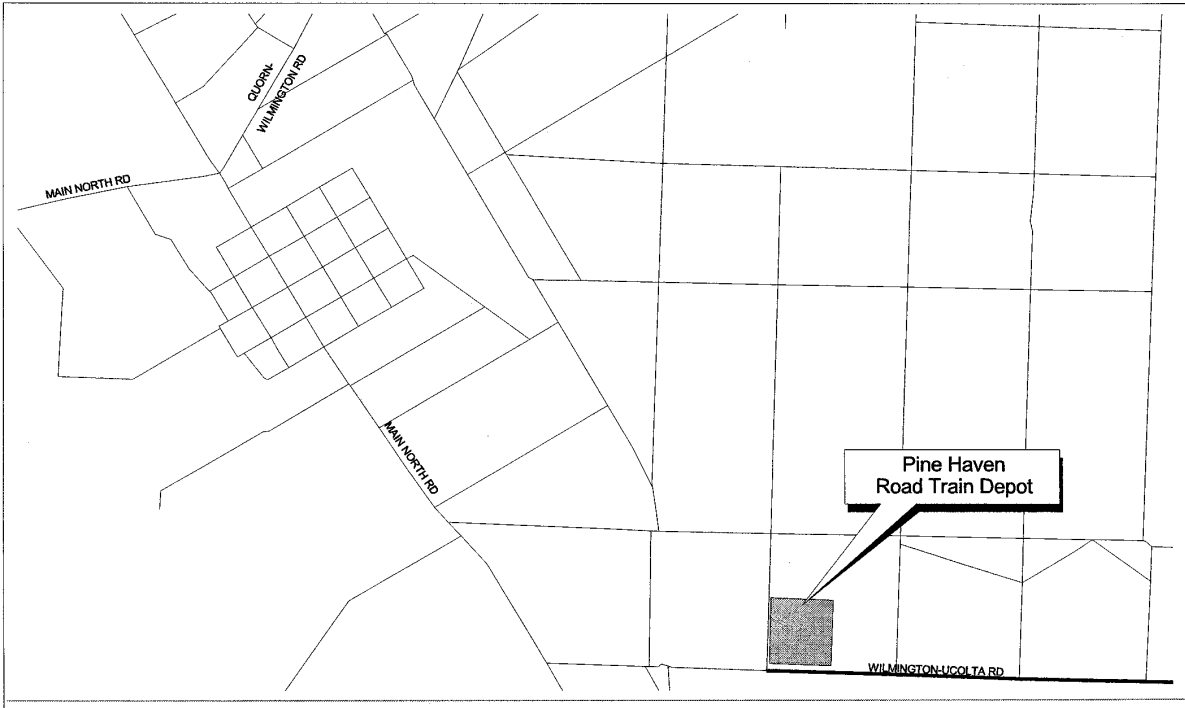 QUORN-
WILMINGTON RD
MAIN NORTH RD
MAIN NORTH RD
Pine Haven
Road Train Depot
WILMINGTON-UCOLTA RD